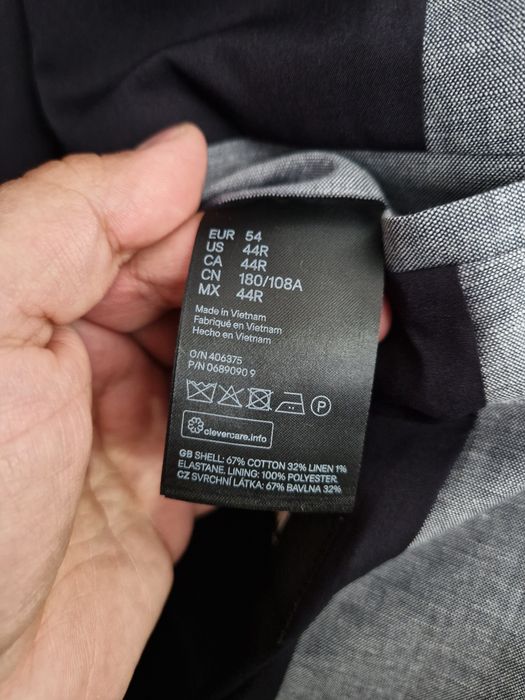 EUR 54
US 44R
CA 44R
CN 180/108A
MX 44R
Made in Vietnam
Fabriqué en Vietnam
Hecho en Vietnam
O/N 406375
P/N 0689090 9
P
clevercare.info
GB SHELL: 67% COTTON 32% LINEN 1%
ELASTANE. LINING: 100% POLYESTER.
CZ SVRCHNÍ LÁTKA: 67% BAVLNA 32%